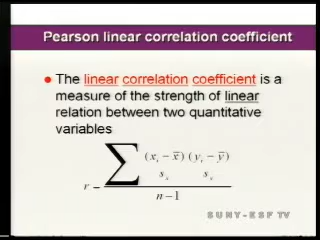 Pearson linear correlation coefficient
• The linear correlation coefficient is a
measure of the strength of linear
relation between two quantitative
variables
r = ∑ (xᵢ − x̅)/sₓ (yᵢ − y̅)/sₓ / n−1
SUNY-ESF TV